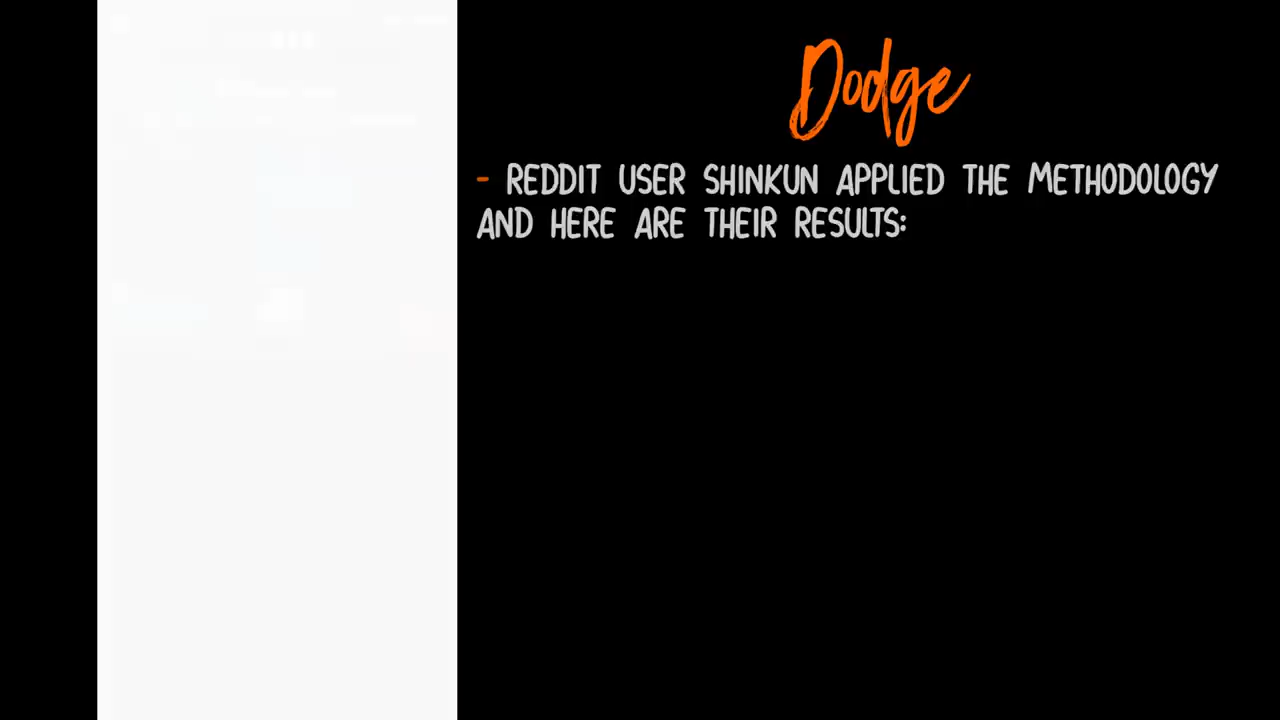 Dodge
- REDDIT USER SHINKUN APPLIED THE METHODOLOGY
AND HERE ARE THEIR RESULTS: